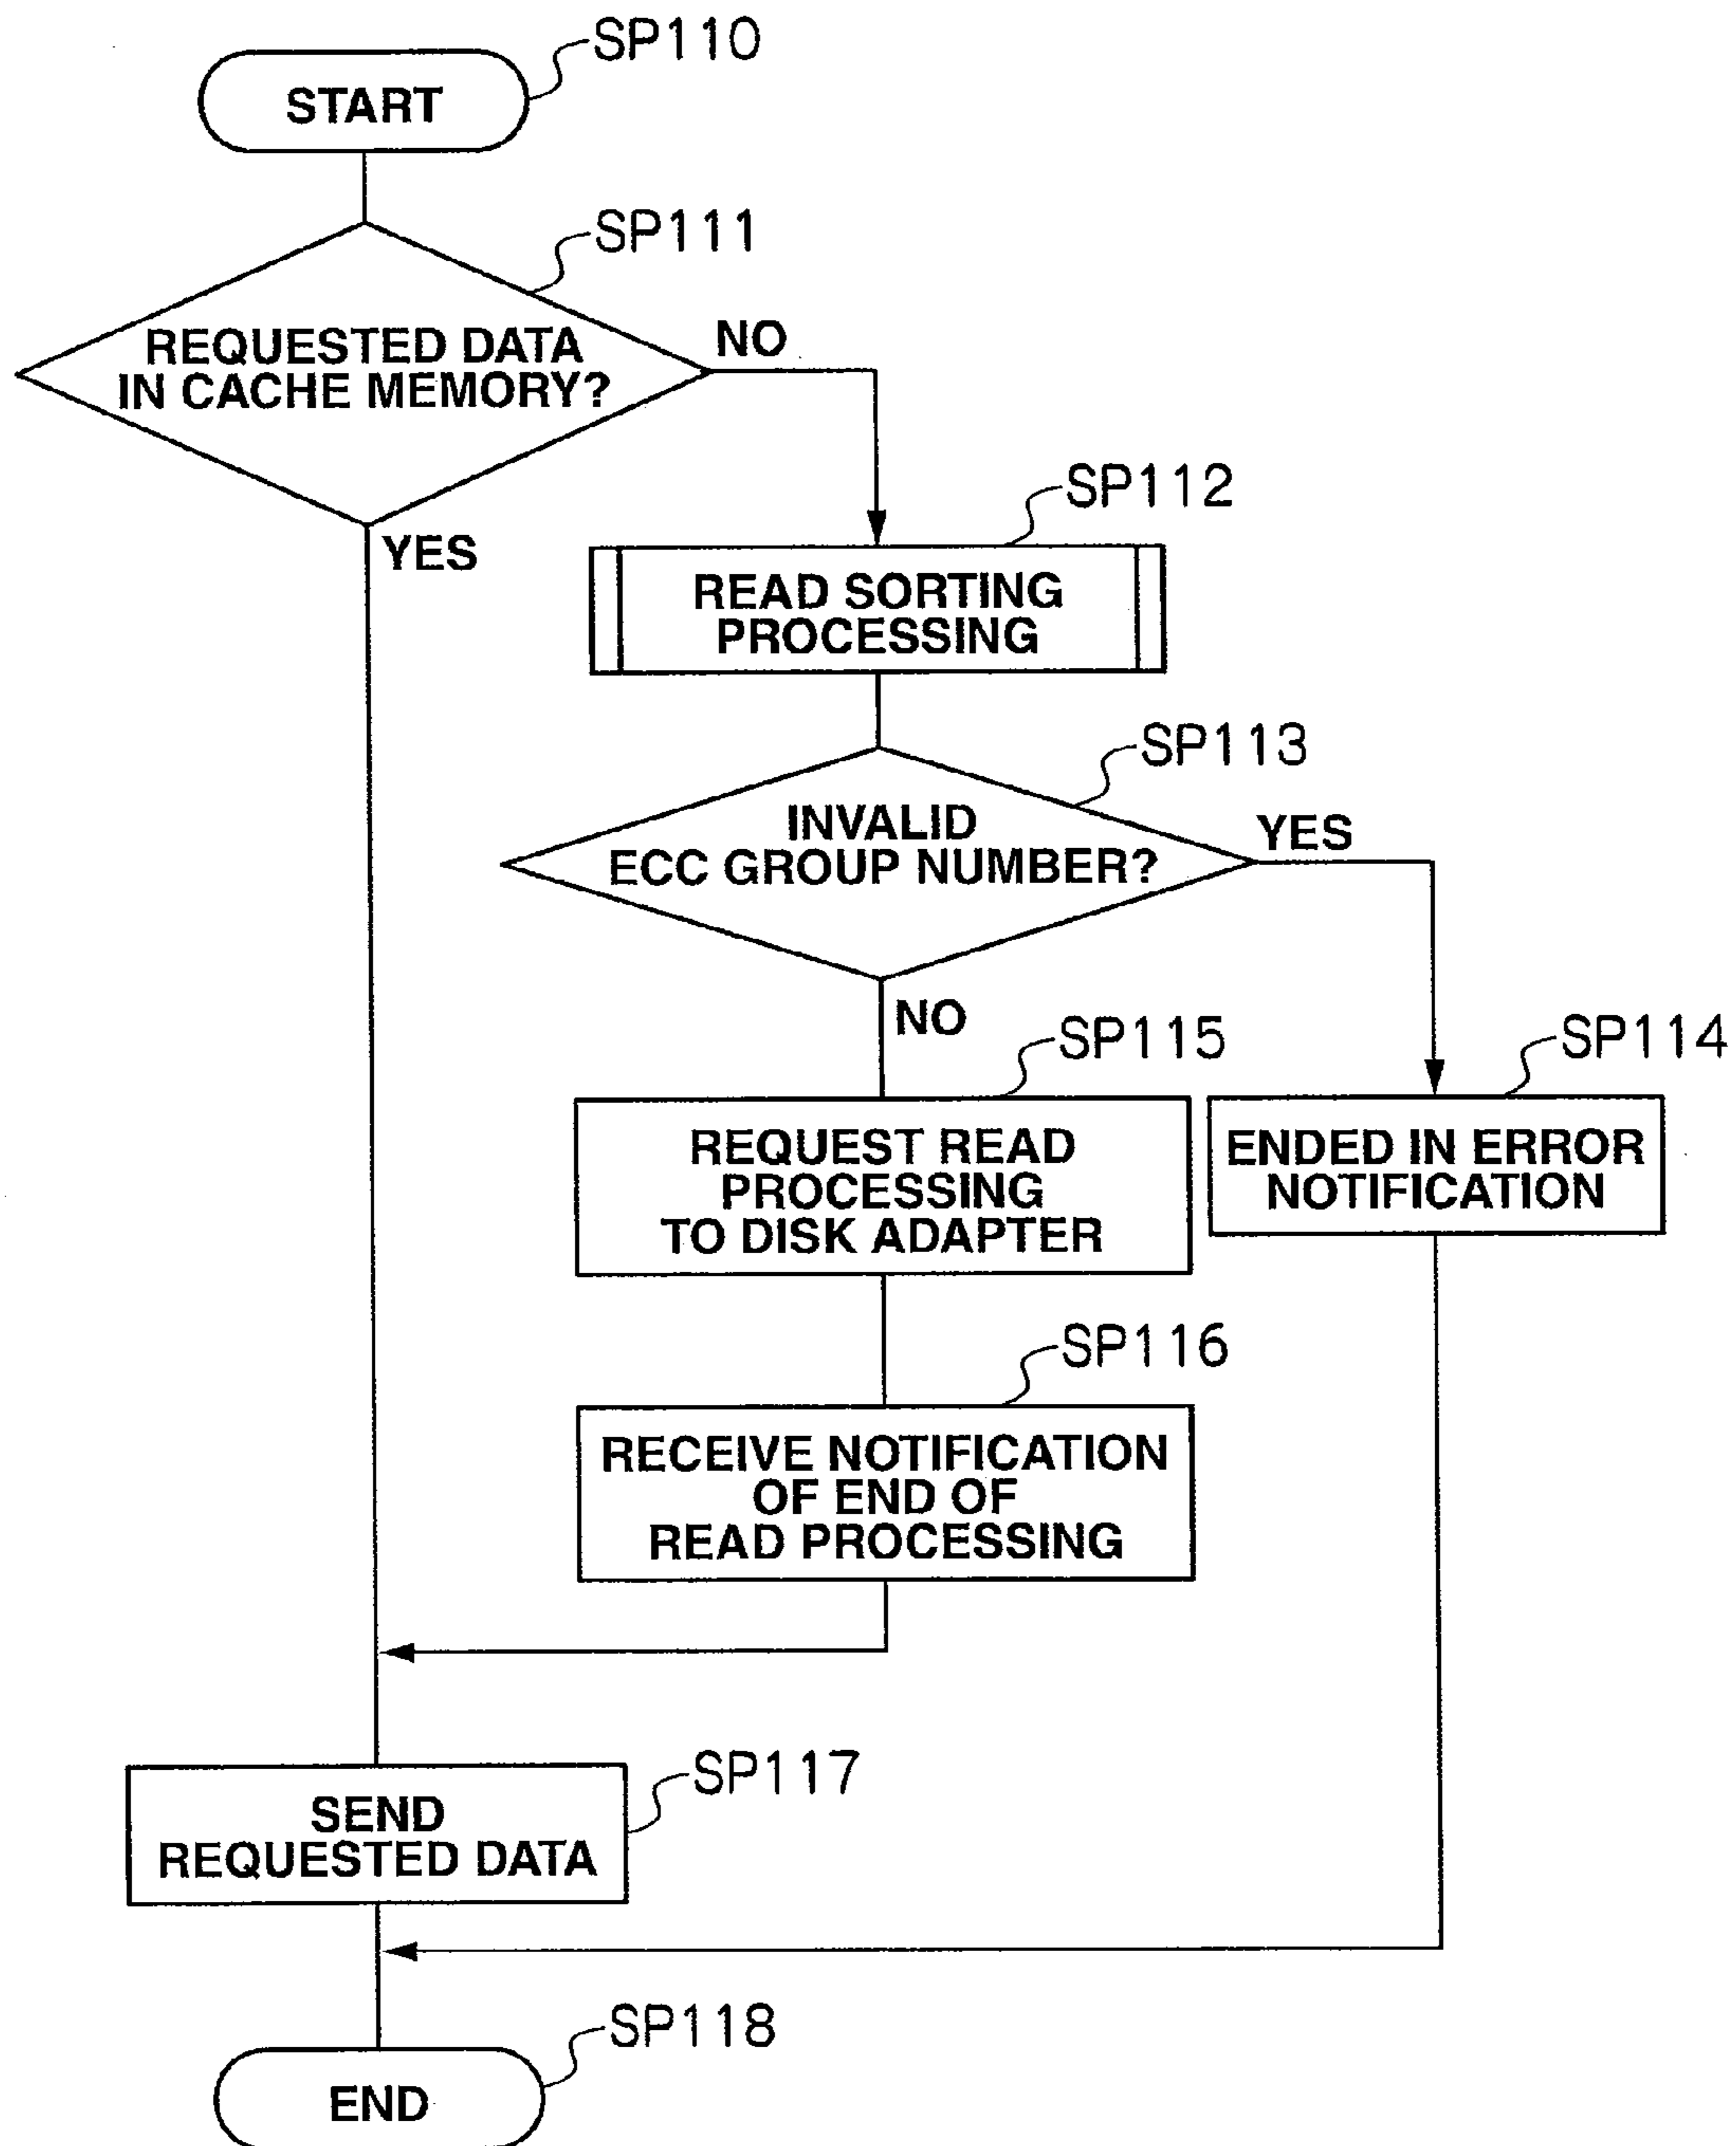 SP110
START
SP111
REQUESTED DATA
IN CACHE MEMORY?
NO
YES
SP112
READ SORTING
PROCESSING
SP113
INVALID
ECC GROUP NUMBER?
YES
NO
SP115
REQUEST READ
PROCESSING
TO DISK ADAPTER
SP114
ENDED IN ERROR
NOTIFICATION
SP116
RECEIVE NOTIFICATION
OF END OF
READ PROCESSING
SP117
SEND
REQUESTED DATA
SP118
END